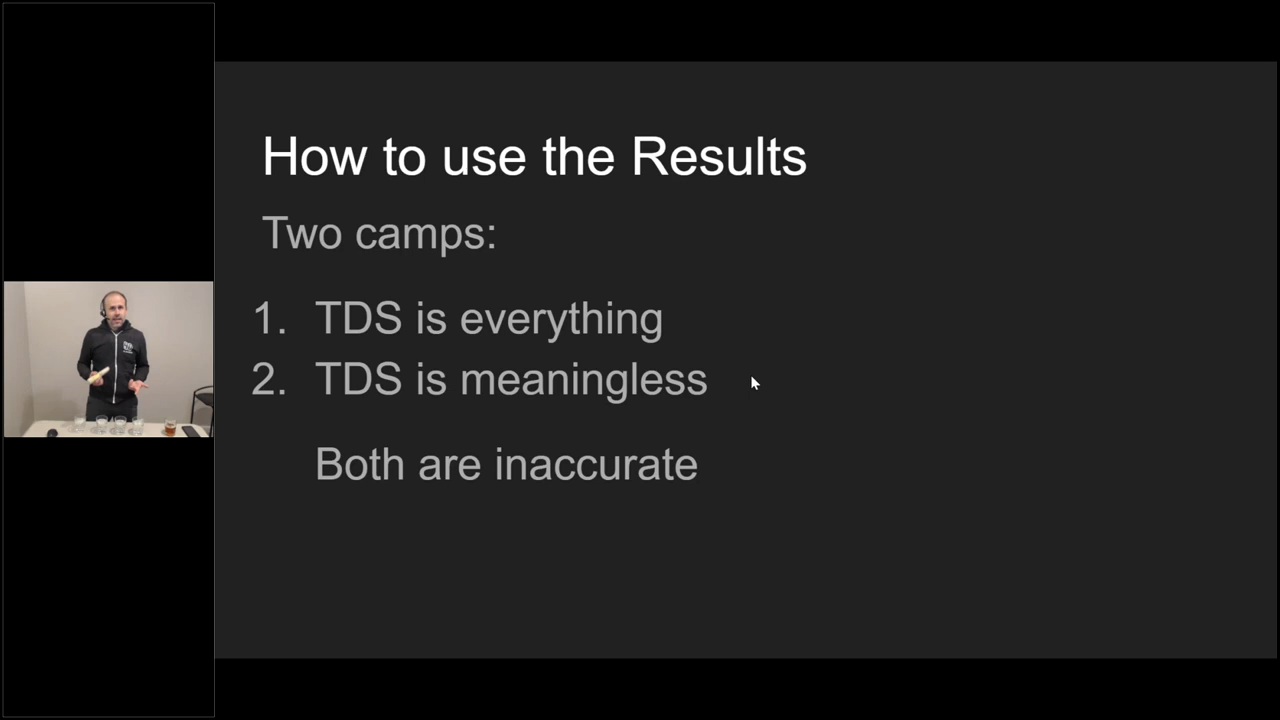 How to use the Results
Two camps:
1. TDS is everything
2. TDS is meaningless
Both are inaccurate